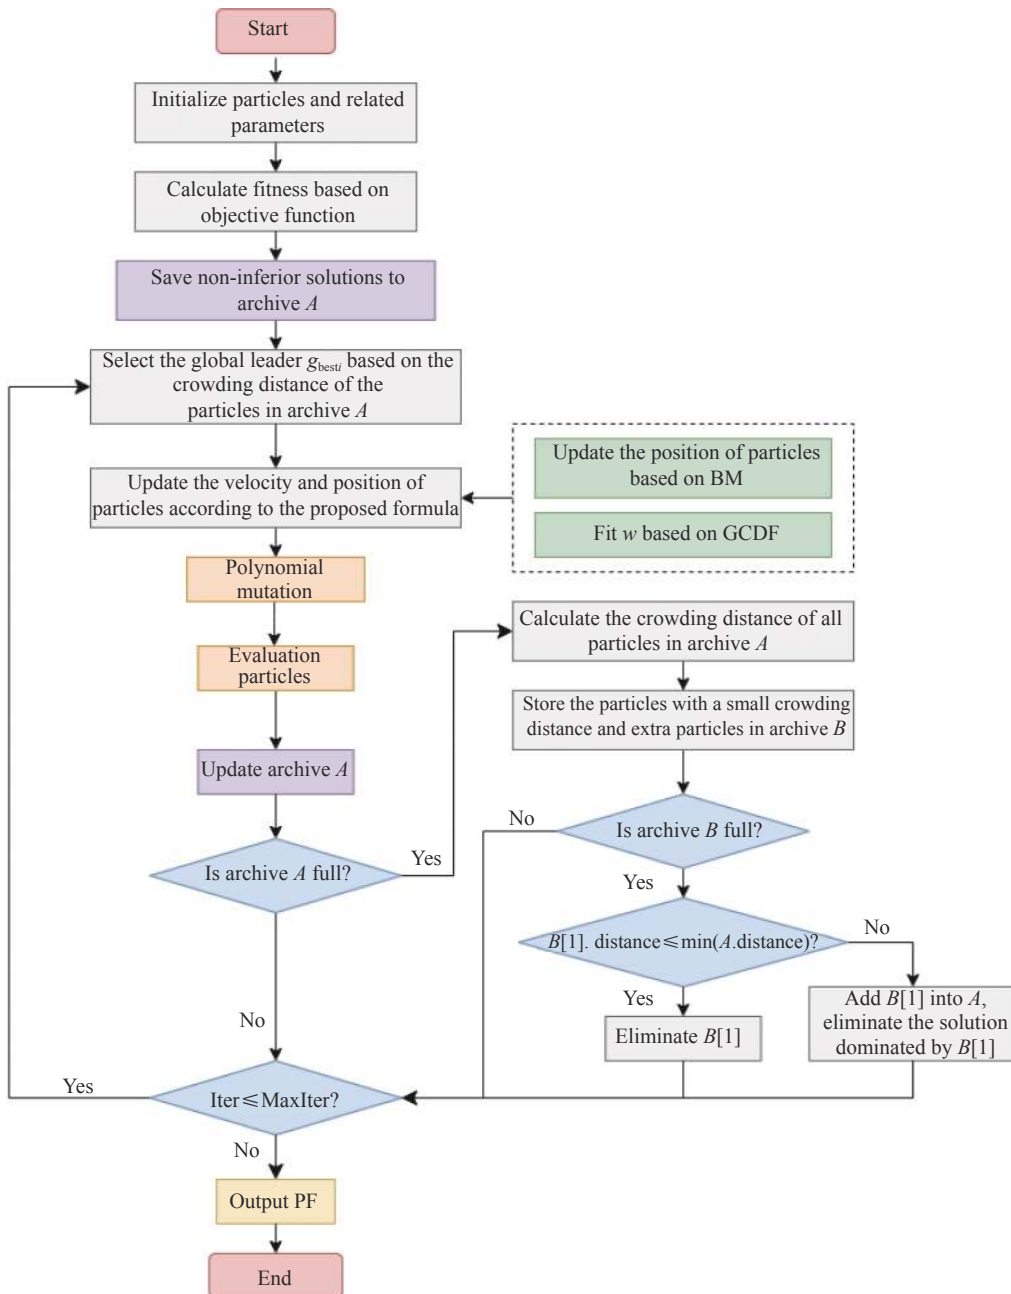 Start
Initialize particles and related
parameters
Calculate fitness based on
objective function
Save non-inferior solutions to
archive A
Select the global leader g_besti based on the
crowding distance of the
particles in archive A
Update the velocity and position of
particles according to the proposed formula
Update the position of particles
based on BM
Fit w based on GCDF
Polynomial
mutation
Evaluation
particles
Update archive A
Is archive A full?
Yes
No
Calculate the crowding distance of all
particles in archive A
Store the particles with a small crowding
distance and extra particles in archive B
Is archive B full?
No
Yes
B[1]. distance≤min(A.distance)?
No
Yes
Eliminate B[1]
Add B[1] into A,
eliminate the solution
dominated by B[1]
Iter≤MaxIter?
Yes
No
Output PF
End